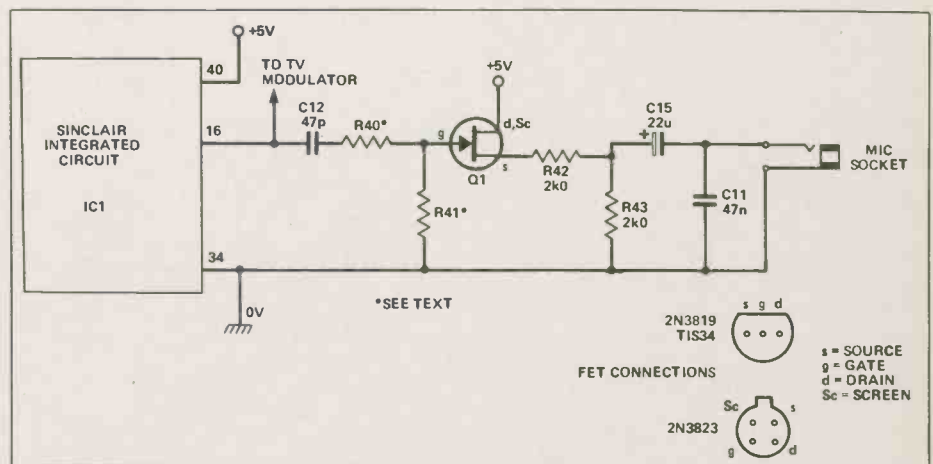 +5V
40
TO TV
MODULATOR
+5V
SINCLAIR
INTEGRATED
CIRCUIT
IC1
16
C12
47p
R40*
g
d,Sc
s
Q1
R42
2k0
C15
22u
+
MIC
SOCKET
R41*
R43
2k0
C11
47n
34
0V
*SEE TEXT
s g d
2N3819
TIS34
FET CONNECTIONS
s = SOURCE
g = GATE
d = DRAIN
Sc = SCREEN
Sc
s
2N3823
g
d